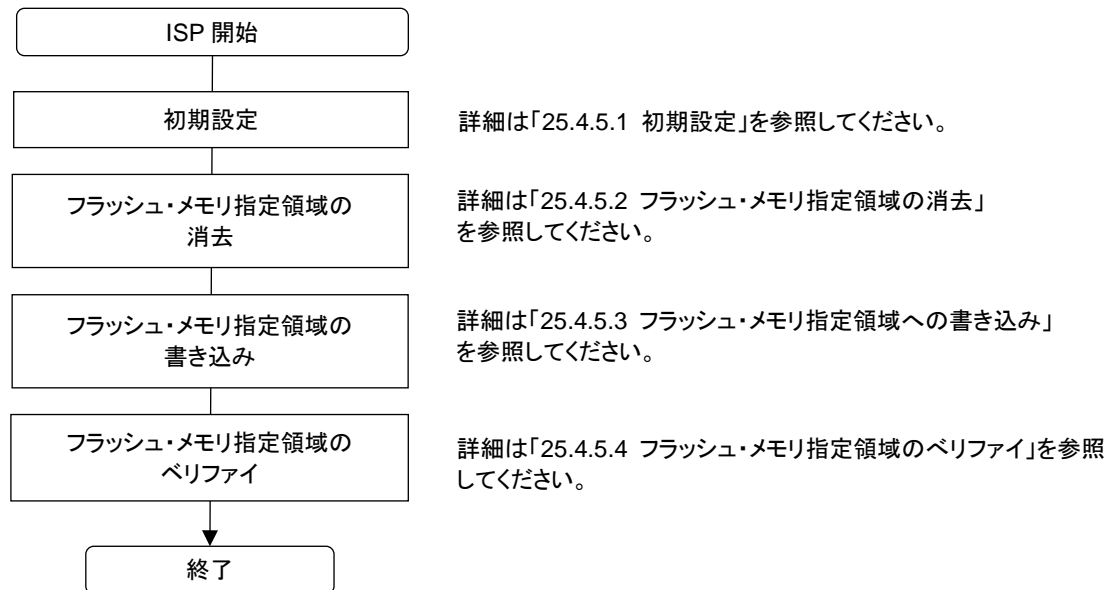 ISP 開始
初期設定
詳細は「25.4.5.1 初期設定」を参照してください。
フラッシュ・メモリ指定領域の
消去
詳細は「25.4.5.2 フラッシュ・メモリ指定領域の消去」
を参照してください。
フラッシュ・メモリ指定領域の
書き込み
詳細は「25.4.5.3 フラッシュ・メモリ指定領域への書き込み」
を参照してください。
フラッシュ・メモリ指定領域の
ベリファイ
詳細は「25.4.5.4 フラッシュ・メモリ指定領域のベリファイ」を参照
してください。
終了